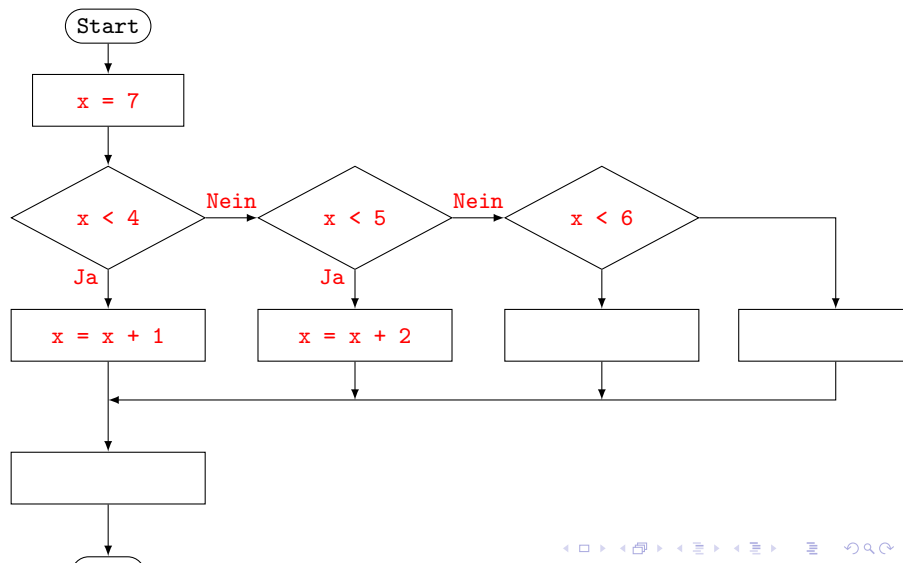 Start
x = 7
Nein
Nein
x < 4
x < 5
x < 6
Ja
Ja
x = x + 1
x = x + 2